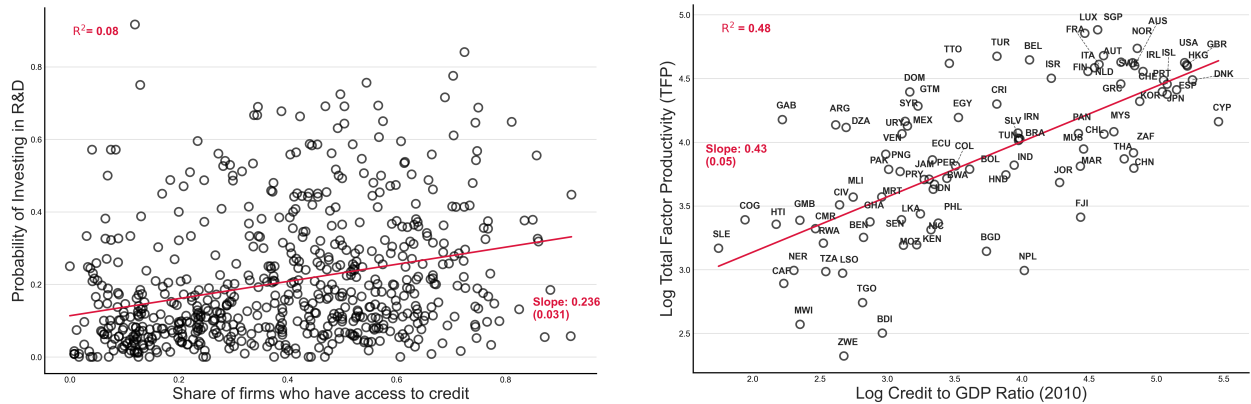 R²= 0.08
Probability of Investing in R&D
0.8
0.6
0.4
0.2
0.0
Slope: 0.236
(0.031)
0.0 0.2 0.4 0.6 0.8
Share of firms who have access to credit
R² = 0.48
Log Total Factor Productivity (TFP)
5.0
4.5
4.0
3.5
3.0
2.5
Slope: 0.43
(0.05)
LUX SGP
AUS
FRA NOR
TUR BEL USA GBR
TTO ITA AUT IRL ISL HKG
ISR FIN NLD SWE CHE PRT DNK
DOM GTM CRI GRC ESP
KOR JPN
GAB ARG DZA SYR EGY CYP
URY MEX SLV IRN PAN MYS
VEN TUN BRA CHL
MUS ZAF
ECU COL THA
PAK PNG JAM PER BOL IND MAR CHN
PRY BWA HND JOR
MLI MRT IDN
CIV
COG GMB GHA LKA PHL FJI
HTI CMR
SLE RWA BEN SEN NIC
MOZ KEN BGD
NER TZA LSO NPL
CAF
TGO
MWI BDI
ZWE
2.0 2.5 3.0 3.5 4.0 4.5 5.0 5.5
Log Credit to GDP Ratio (2010)